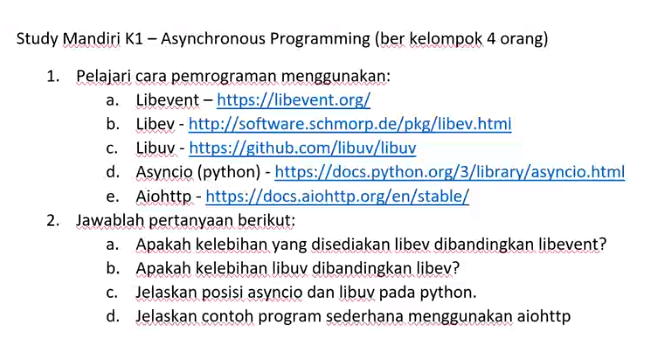 Study Mandiri K1 – Asynchronous Programming (ber kelompok 4 orang)
1. Pelajari cara pemrograman menggunakan:
a. Libevent – https://libevent.org/
b. Libev - http://software.schmorp.de/pkg/libev.html
c. Libuv - https://github.com/libuv/libuv
d. Asyncio (python) - https://docs.python.org/3/library/asyncio.html
e. Aiohttp - https://docs.aiohttp.org/en/stable/
2. Jawablah pertanyaan berikut:
a. Apakah kelebihan yang disediakan libev dibandingkan libevent?
b. Apakah kelebihan libuv dibandingkan libev?
c. Jelaskan posisi asyncio dan libuv pada python.
d. Jelaskan contoh program sederhana menggunakan aiohttp